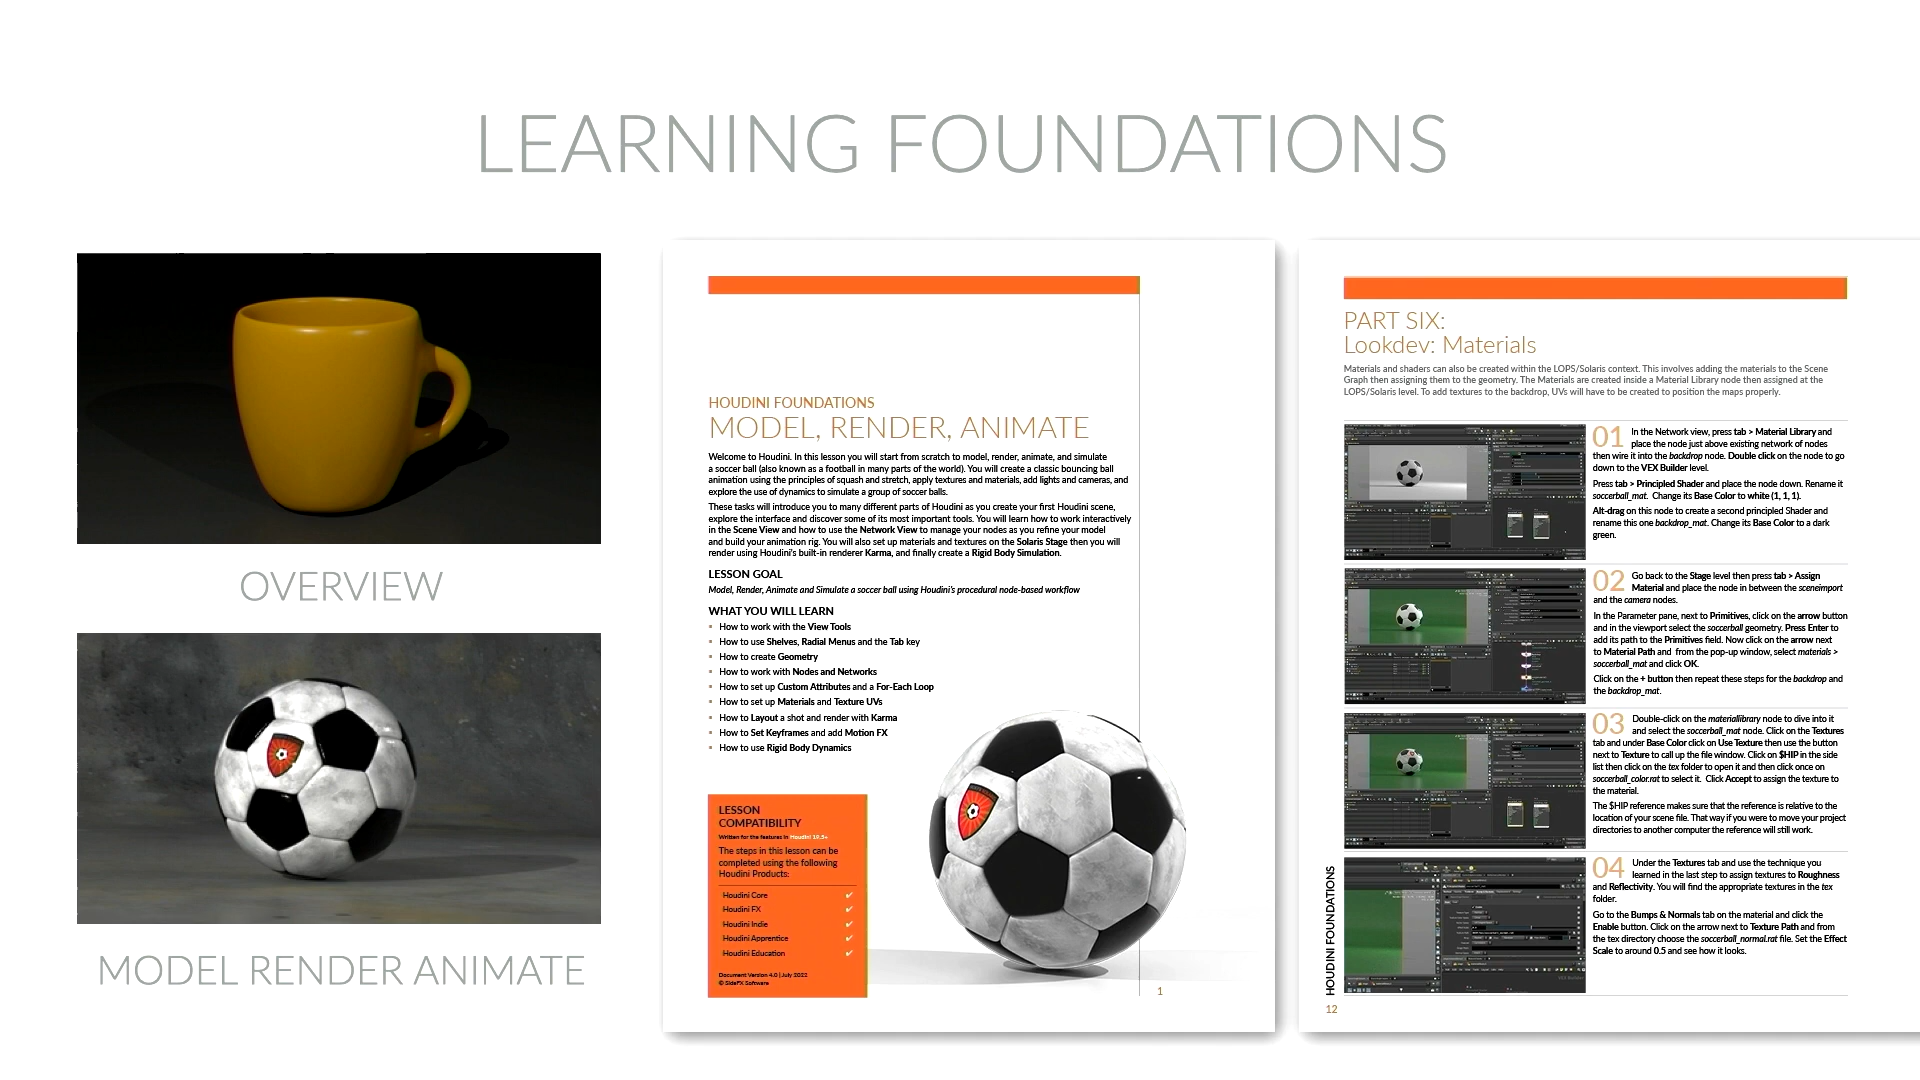 LEARNING FOUNDATIONS
OVERVIEW
MODEL RENDER ANIMATE
HOUDINI FOUNDATIONS
MODEL, RENDER, ANIMATE
Welcome to Houdini. In this lesson you will start from scratch to model, render, animate, and simulate
a soccer ball (also known as a football in many parts of the world). You will create a classic bouncing ball
animation using the principles of squash and stretch, apply textures and materials, add lights and cameras, and
explore the use of dynamics to simulate a group of soccer balls.
These tasks will introduce you to many different parts of Houdini as you create your first Houdini scene,
explore the interface and discover some of its most important tools. You will learn how to work interactively
in the Scene View and how to use the Network View to manage your nodes as you refine your model
and build your animation rig. You will also set up materials and textures on the Solaris Stage then you will
render using Houdini's built-in renderer Karma, and finally create a Rigid Body Simulation.
LESSON GOAL
Model, Render, Animate and Simulate a soccer ball using Houdini's procedural node-based workflow
WHAT YOU WILL LEARN
▪ How to work with the View Tools
▪ How to use Shelves, Radial Menus and the Tab key
▪ How to create Geometry
▪ How to work with Nodes and Networks
▪ How to set up Custom Attributes and a For-Each Loop
▪ How to set up Materials and Texture UVs
▪ How to Layout a shot and render with Karma
▪ How to Set Keyframes and add Motion FX
▪ How to use Rigid Body Dynamics
LESSON
COMPATIBILITY
Written for the features in Houdini 19.5+
The steps in this lesson can be
completed using the following
Houdini Products:
Houdini Core ✔
Houdini FX ✔
Houdini Indie ✔
Houdini Apprentice ✔
Houdini Education ✔
Document Version 4.0 | July 2022
© SideFX Software
1
PART SIX:
Lookdev: Materials
Materials and shaders can also be created within the LOPS/Solaris context. This involves adding the materials to the Scene
Graph then assigning them to the geometry. The Materials are created inside a Material Library node then assigned at the
LOPS/Solaris level. To add textures to the backdrop, UVs will have to be created to position the maps properly.
01 In the Network view, press tab > Material Library and
place the node just above existing network of nodes
then wire it into the backdrop node. Double click on the node to go
down to the VEX Builder level.
Press tab > Principled Shader and place the node down. Rename it
soccerball_mat. Change its Base Color to white (1, 1, 1).
Alt-drag on this node to create a second principled Shader and
rename this one backdrop_mat. Change its Base Color to a dark
green.
02 Go back to the Stage level then press tab > Assign
Material and place the node in between the sceneimport
and the camera nodes.
In the Parameter pane, next to Primitives, click on the arrow button
and in the viewport select the soccerball geometry. Press Enter to
add its path to the Primitives field. Now click on the arrow next
to Material Path and from the pop-up window, select materials >
soccerball_mat and click OK.
Click on the + button then repeat these steps for the backdrop and
the backdrop_mat.
03 Double-click on the materiallibrary node to dive into it
and select the soccerball_mat node. Click on the Textures
tab and under Base Color click on Use Texture then use the button
next to Texture to call up the file window. Click on $HIP in the side
list then click on the tex folder to open it and then click once on
soccerball_color.rat to select it. Click Accept to assign the texture to
the material.
The $HIP reference makes sure that the reference is relative to the
location of your scene file. That way if you were to move your project
directories to another computer the reference will still work.
04 Under the Textures tab and use the technique you
learned in the last step to assign textures to Roughness
and Reflectivity. You will find the appropriate textures in the tex
folder.
Go to the Bumps & Normals tab on the material and click the
Enable button. Click on the arrow next to Texture Path and from
the tex directory choose the soccerball_normal.rat file. Set the Effect
Scale to around 0.5 and see how it looks.
HOUDINI FOUNDATIONS
12